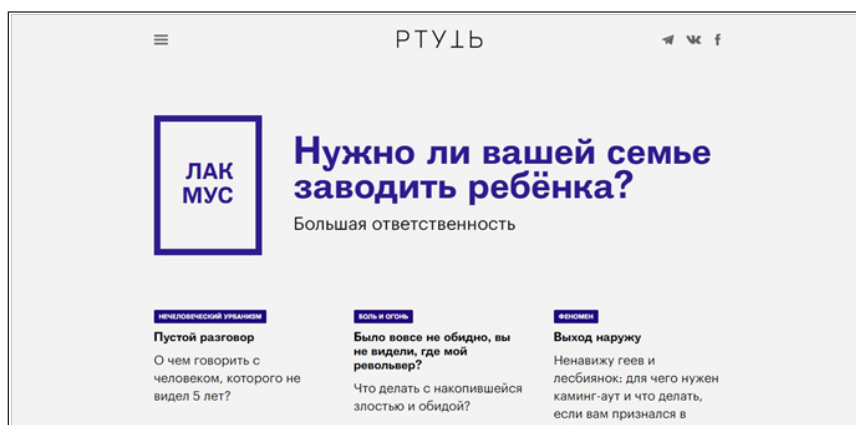 РТУТЬ
ЛАК
МУС
Нужно ли вашей семье
заводить ребёнка?
Большая ответственность
НЕЧЕЛОВЕЧЕСКИЙ УРБАНИЗМ
Пустой разговор
О чем говорить с
человеком, которого не
видел 5 лет?
БОЛЬ И ОГОНЬ
Было вовсе не обидно, вы
не видели, где мой
револьвер?
Что делать с накопившейся
злостью и обидой?
ФЕНОМЕН
Выход наружу
Ненавижу геев и
лесбиянок: для чего нужен
каминг-аут и что делать,
если вам признался в